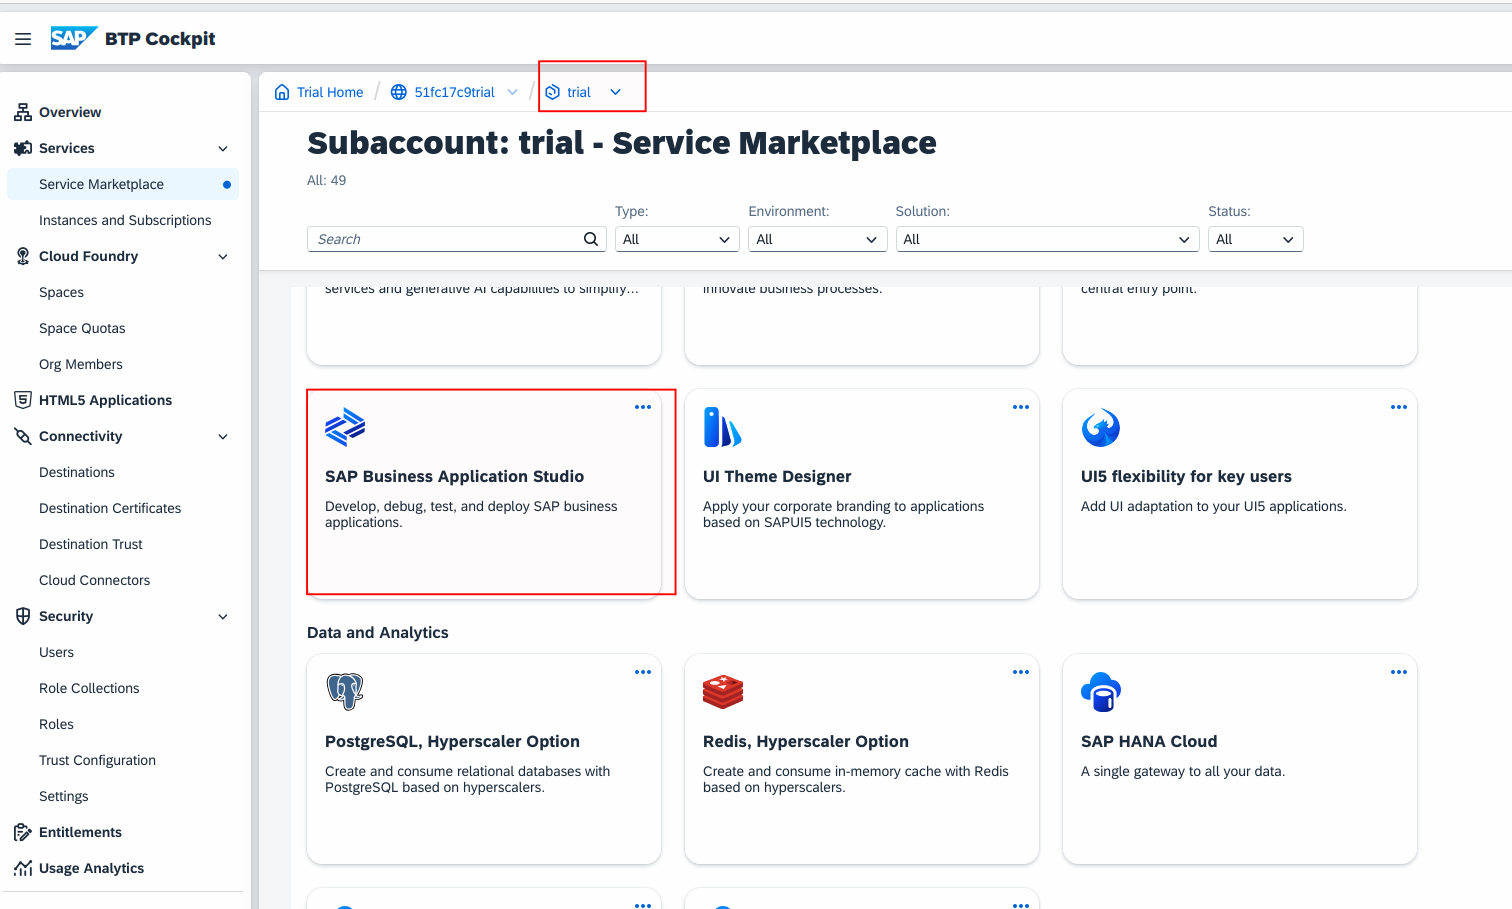 SAP BTP Cockpit
Overview
Services
Service Marketplace
Instances and Subscriptions
Cloud Foundry
Spaces
Space Quotas
Org Members
HTML5 Applications
Connectivity
Destinations
Destination Certificates
Destination Trust
Cloud Connectors
Security
Users
Role Collections
Roles
Trust Configuration
Settings
Entitlements
Usage Analytics
Trial Home / 51fc17c9trial / trial
Subaccount: trial - Service Marketplace
All: 49
Type: Environment: Solution: Status:
Search All All All All
services and generative AI capabilities to simplify...
innovate business processes.
central entry point.
SAP Business Application Studio
Develop, debug, test, and deploy SAP business
applications.
UI Theme Designer
Apply your corporate branding to applications
based on SAPUI5 technology.
UI5 flexibility for key users
Add UI adaptation to your UI5 applications.
Data and Analytics
PostgreSQL, Hyperscaler Option
Create and consume relational databases with
PostgreSQL based on hyperscalers.
Redis, Hyperscaler Option
Create and consume in-memory cache with Redis
based on hyperscalers.
SAP HANA Cloud
A single gateway to all your data.